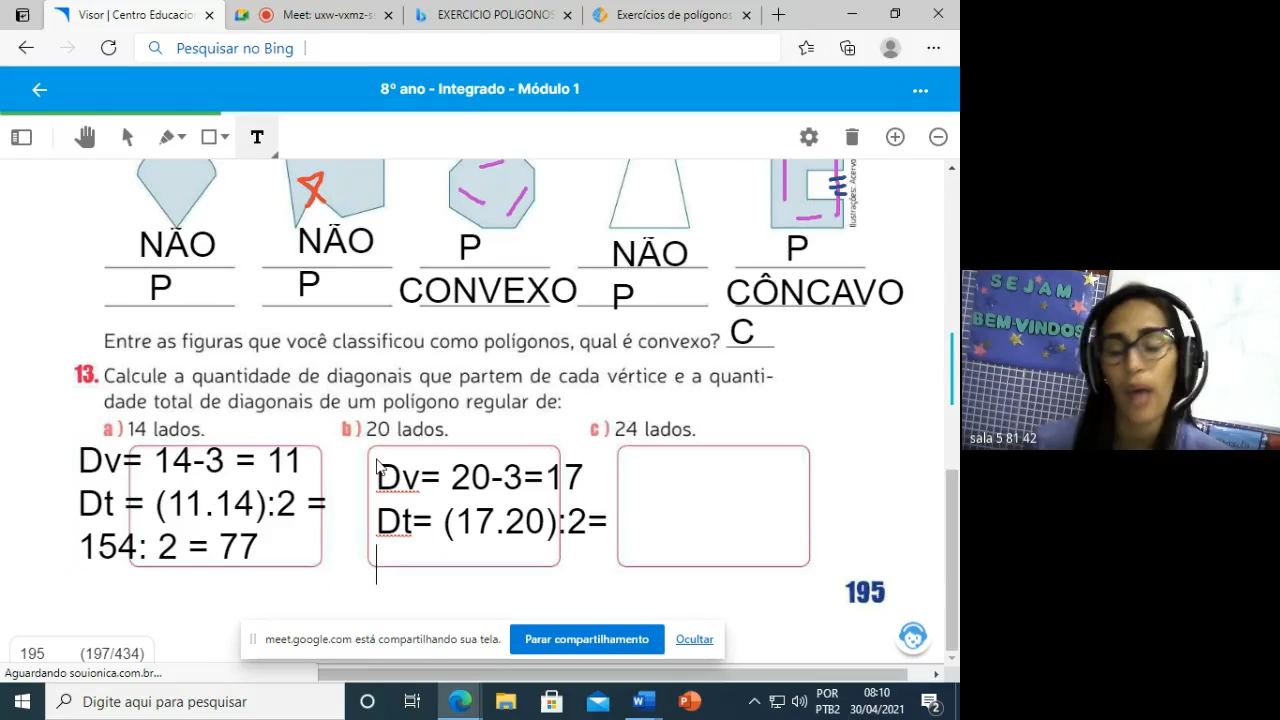 Visor | Centro Educacio
Meet: uxw-vxmz-s
EXERCICIO POLIGONOS
Exercícios de polígonos
Pesquisar no Bing
8º ano - Integrado - Módulo 1
T
NÃO
P
NÃO
P
P
CONVEXO
NÃO
P
P
CÔNCAVO
Ilustrações: Acervo
Entre as figuras que você classificou como polígonos, qual é convexo? C
13. Calcule a quantidade de diagonais que partem de cada vértice e a quanti-
dade total de diagonais de um polígono regular de:
a) 14 lados.
b) 20 lados.
c) 24 lados.
Dv= 14-3 = 11
Dt = (11.14):2 =
154: 2 = 77
Dv= 20-3=17
Dt= (17.20):2=
195
meet.google.com está compartilhando sua tela.
Parar compartilhamento
Ocultar
195 (197/434)
Aguardando souionica.com.br...
Digite aqui para pesquisar
POR
PTB2
08:10
30/04/2021
2
SEJAM
BEM-VINDOS
sala 5 81 42